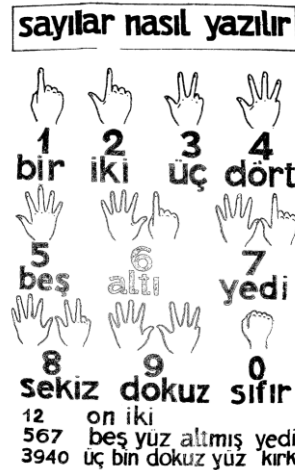 sayılar nasıl yazılır
1 2 3 4
bir iki üç dört
5 6 7
beş altı yedi
8 9 0
sekiz dokuz sıfır
12 on iki
567 beş yüz altmış yedi
3940 üç bin dokuz yüz kırk